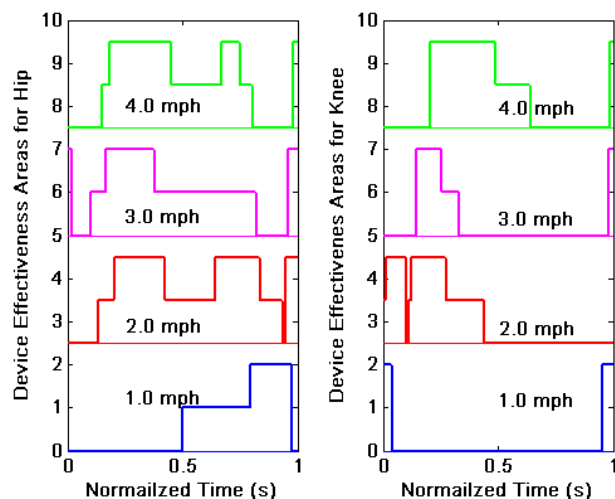 Device Effectiveness Areas for Hip
10
9
8
7
6
5
4
3
2
1
0
4.0 mph
3.0 mph
2.0 mph
1.0 mph
0
0.5
1
Normailzed Time (s)
Device Effectivenes Areas for Knee
10
9
8
7
6
5
4
3
2
1
0
4.0 mph
3.0 mph
2.0 mph
1.0 mph
0
0.5
1
Normailzed Time (s)